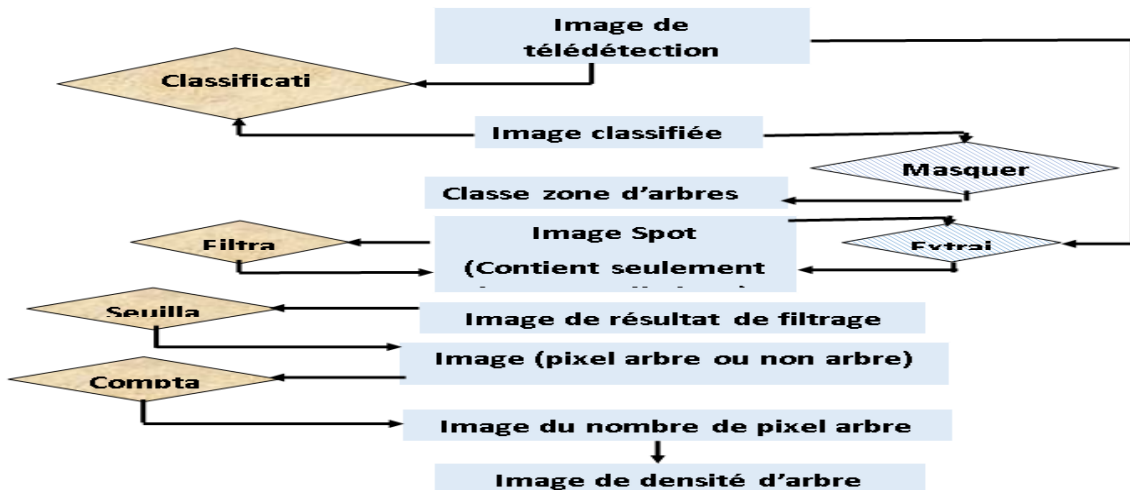 Image de
télédétection
Classificati
Image classifiée
Masquer
Classe zone d'arbres
Image Spot
Filtra
Extrai
(Contient seulement
Seuilla
Image de résultat de filtrage
Image (pixel arbre ou non arbre)
Compta
Image du nombre de pixel arbre
Image de densité d'arbre